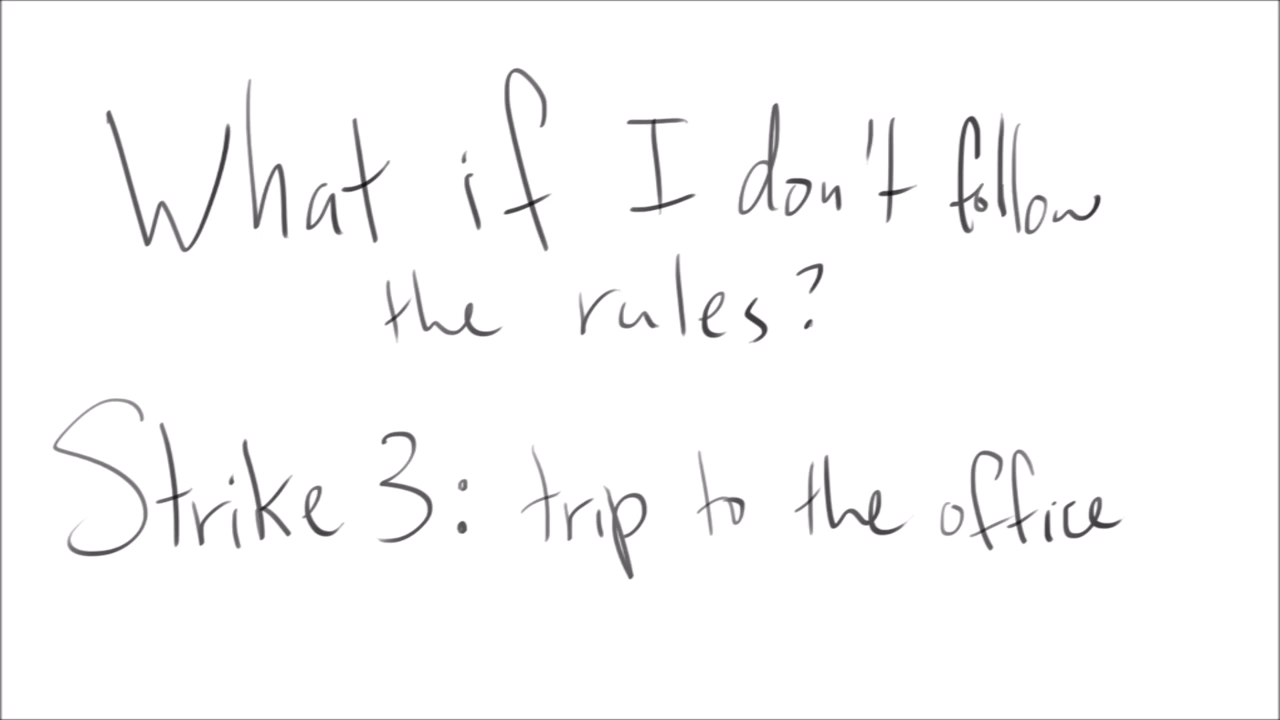 What if I don't follow
the rules?
Strike 3: trip to the office